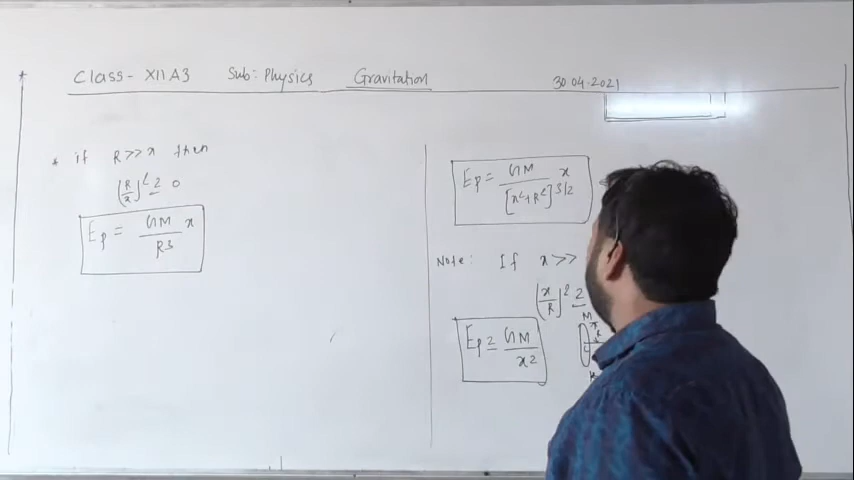 Class- XII A3 Sub: Physics Gravitation 30-04-2021
* if R>>x then
(R/x)² ≃ 0
Ep = GM/R³ x
Ep = GM/[x²+R²]^3/2 x
Note: If x>>
(x/R)² ≃
Ep ≃ GM/x²
M
R